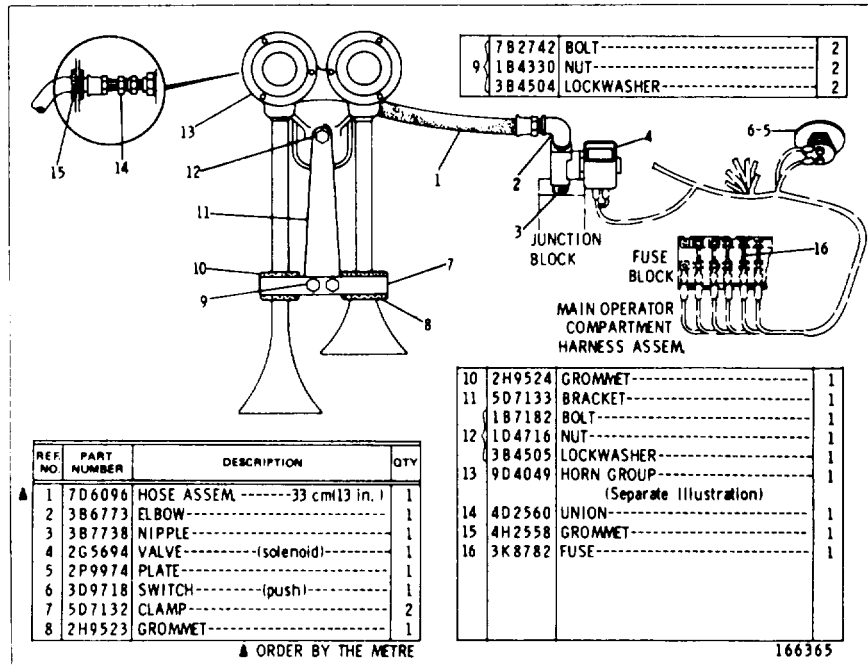 7B2742 BOLT 2
9 1B4330 NUT 2
3B4504 LOCKWASHER 2
15
14
13
12
11
10
9
1
2
3
4
6-5
7
8
16
JUNCTION
BLOCK
FUSE
BLOCK
MAIN OPERATOR
COMPARTMENT
HARNESS ASSEM.
REF. NO. PART NUMBER DESCRIPTION QTY
▲ 1 7D6096 HOSE ASSEM. ------- 33 cm(13 in.) 1
2 3B6773 ELBOW 1
3 3B7738 NIPPLE 1
4 2G5694 VALVE (solenoid) 1
5 2P9974 PLATE 1
6 3D9718 SWITCH (push) 1
7 5D7132 CLAMP 2
8 2H9523 GROMMET 1
▲ ORDER BY THE METRE
10 2H9524 GROMMET 1
11 5D7133 BRACKET 1
1B7182 BOLT 1
12 1D4716 NUT 1
3B4505 LOCKWASHER 1
13 9D4049 HORN GROUP 1
(Separate Illustration)
14 4D2560 UNION 1
15 4H2558 GROMMET 1
16 3K8782 FUSE 1
166365